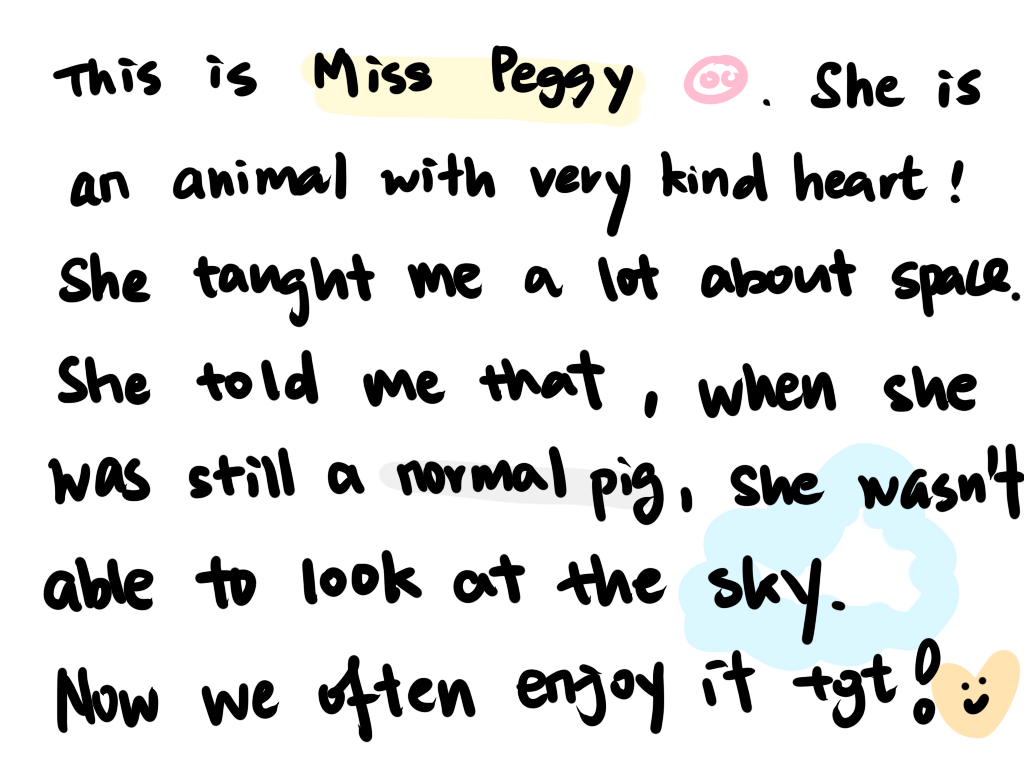 This is Miss Peggy. She is
an animal with very kind heart!
She taught me a lot about space.
She told me that, when she
was still a normal pig, she wasn't
able to look at the sky.
Now we often enjoy it tgt!